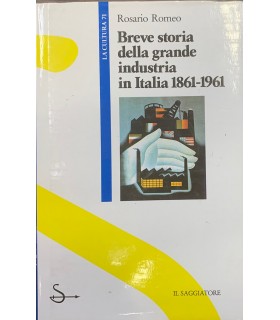 LA CULTURA 71
Rosario Romeo
Breve storia
della grande
industria
in Italia 1861-1961
IL SAGGIATORE